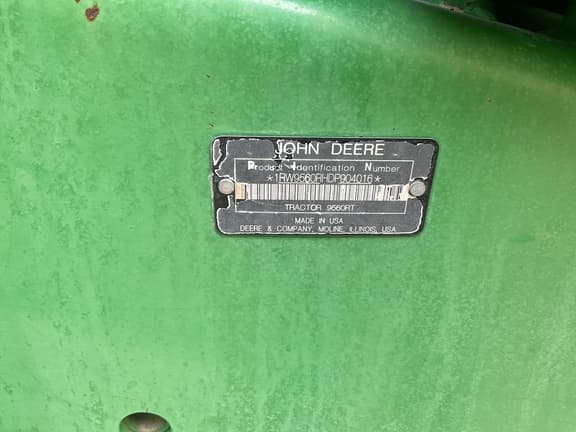 JOHN DEERE
Product Identification Number
*1RW9560RHDP904016*
TRACTOR 9560RT
MADE IN USA
DEERE & COMPANY, MOLINE, ILLINOIS, USA